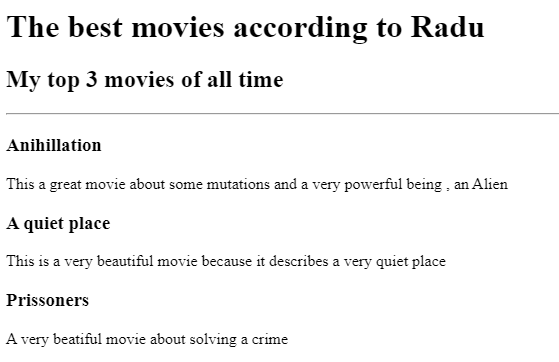 The best movies according to Radu
My top 3 movies of all time
Anihillation
This a great movie about some mutations and a very powerful being , an Alien
A quiet place
This is a very beautiful movie because it describes a very quiet place
Prissoners
A very beatiful movie about solving a crime